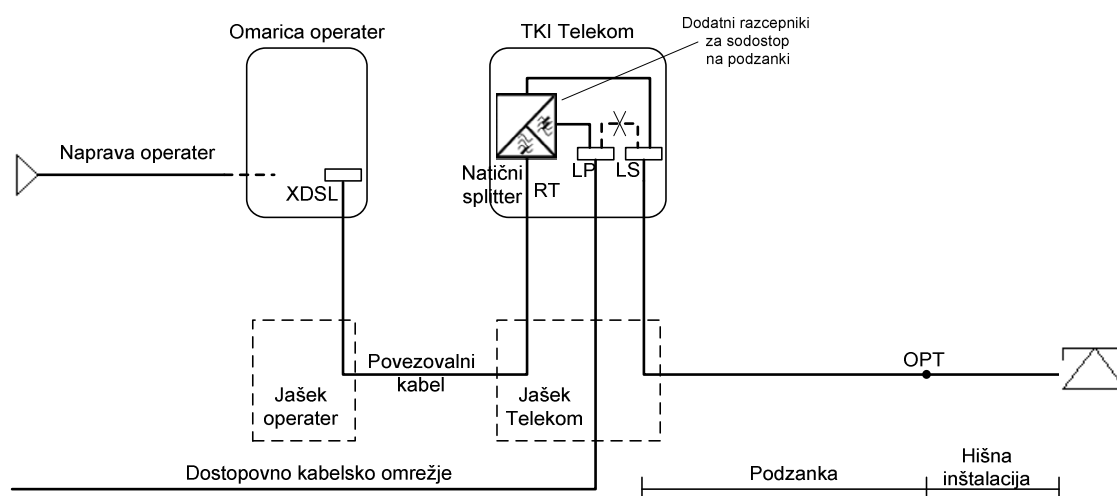 Omarica operater
TKI Telekom
Dodatni razcepniki
za sodostop
na podzanki
Naprava operater
XDSL
Natični
splitter
RT
LP
LS
Povezovalni
kabel
Jašek
operater
Jašek
Telekom
OPT
Dostopovno kabelsko omrežje
Podzanka
Hišna
inštalacija